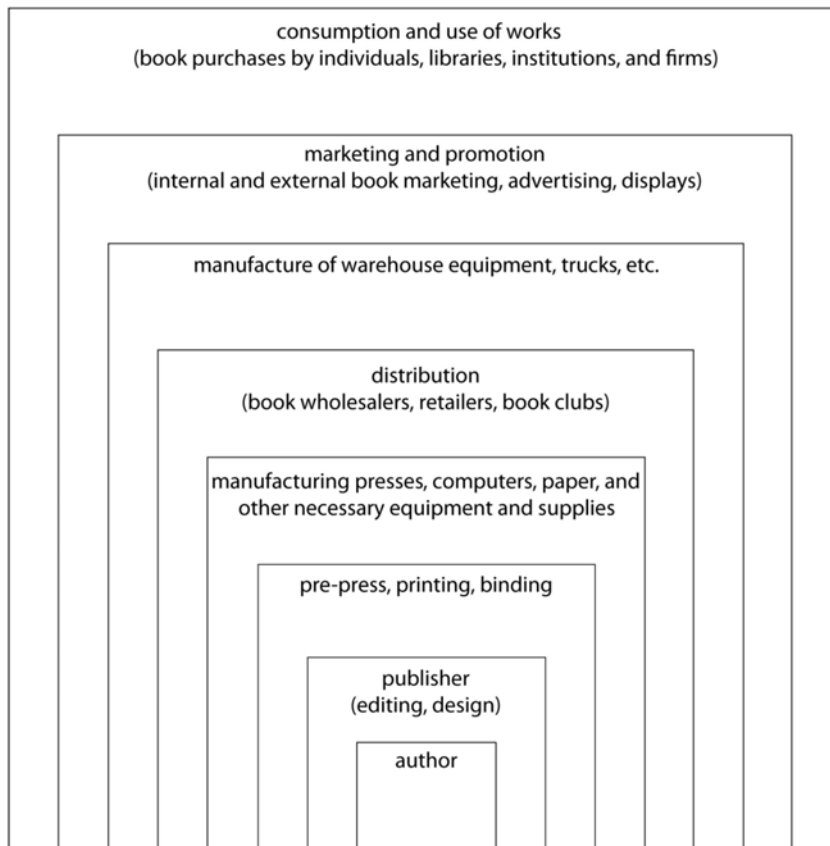 consumption and use of works
(book purchases by individuals, libraries, institutions, and firms)
marketing and promotion
(internal and external book marketing, advertising, displays)
manufacture of warehouse equipment, trucks, etc.
distribution
(book wholesalers, retailers, book clubs)
manufacturing presses, computers, paper, and
other necessary equipment and supplies
pre-press, printing, binding
publisher
(editing, design)
author